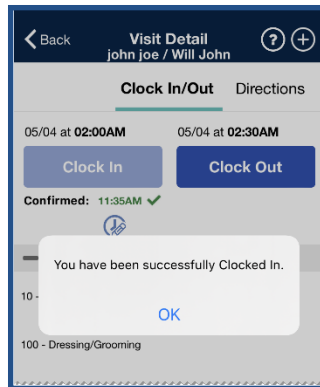 Back
Visit Detail
john joe / Will John
Clock In/Out
Directions
05/04 at 02:00AM
05/04 at 02:30AM
Clock In
Clock Out
Confirmed: 11:35AM
You have been successfully Clocked In.
OK
10 -
100 - Dressing/Grooming